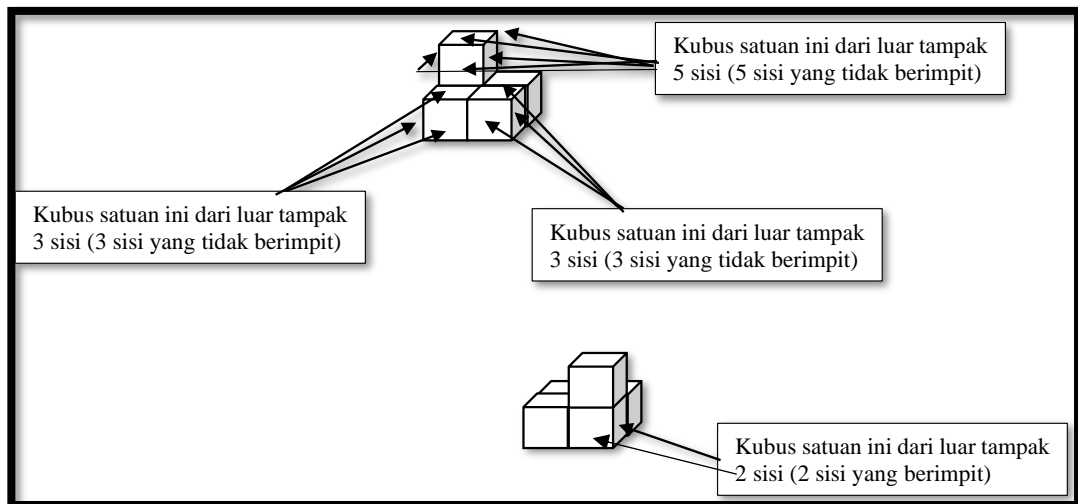 Kubus satuan ini dari luar tampak
5 sisi (5 sisi yang tidak berimpit)
Kubus satuan ini dari luar tampak
3 sisi (3 sisi yang tidak berimpit)
Kubus satuan ini dari luar tampak
3 sisi (3 sisi yang tidak berimpit)
Kubus satuan ini dari luar tampak
2 sisi (2 sisi yang berimpit)